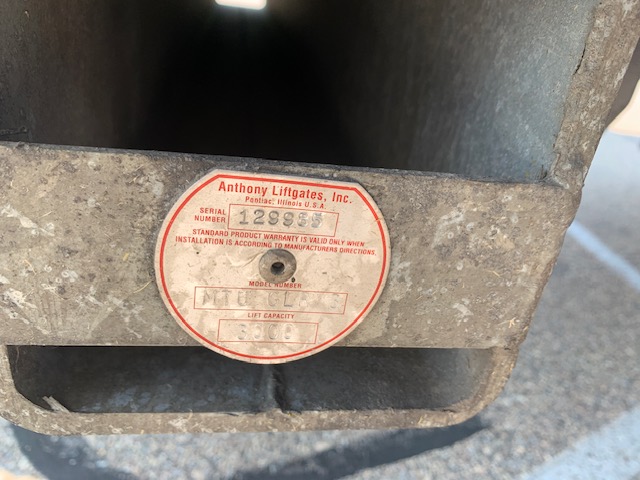 Anthony Liftgates, Inc.
Pontiac, Illinois U.S.A.
SERIAL
NUMBER
STANDARD PRODUCT WARRANTY IS VALID ONLY WHEN
INSTALLATION IS ACCORDING TO MANUFACTURERS DIRECTIONS.
MODEL NUMBER
LIFT CAPACITY